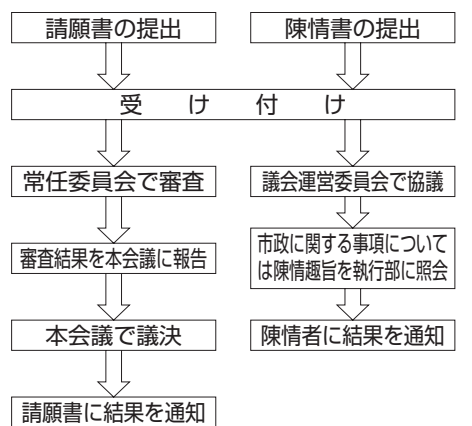 請願書の提出
陳情書の提出
受け付け
常任委員会で審査
議会運営委員会で協議
審査結果を本会議に報告
市政に関する事項について
は陳情趣旨を執行部に照会
本会議で議決
陳情者に結果を通知
請願書に結果を通知